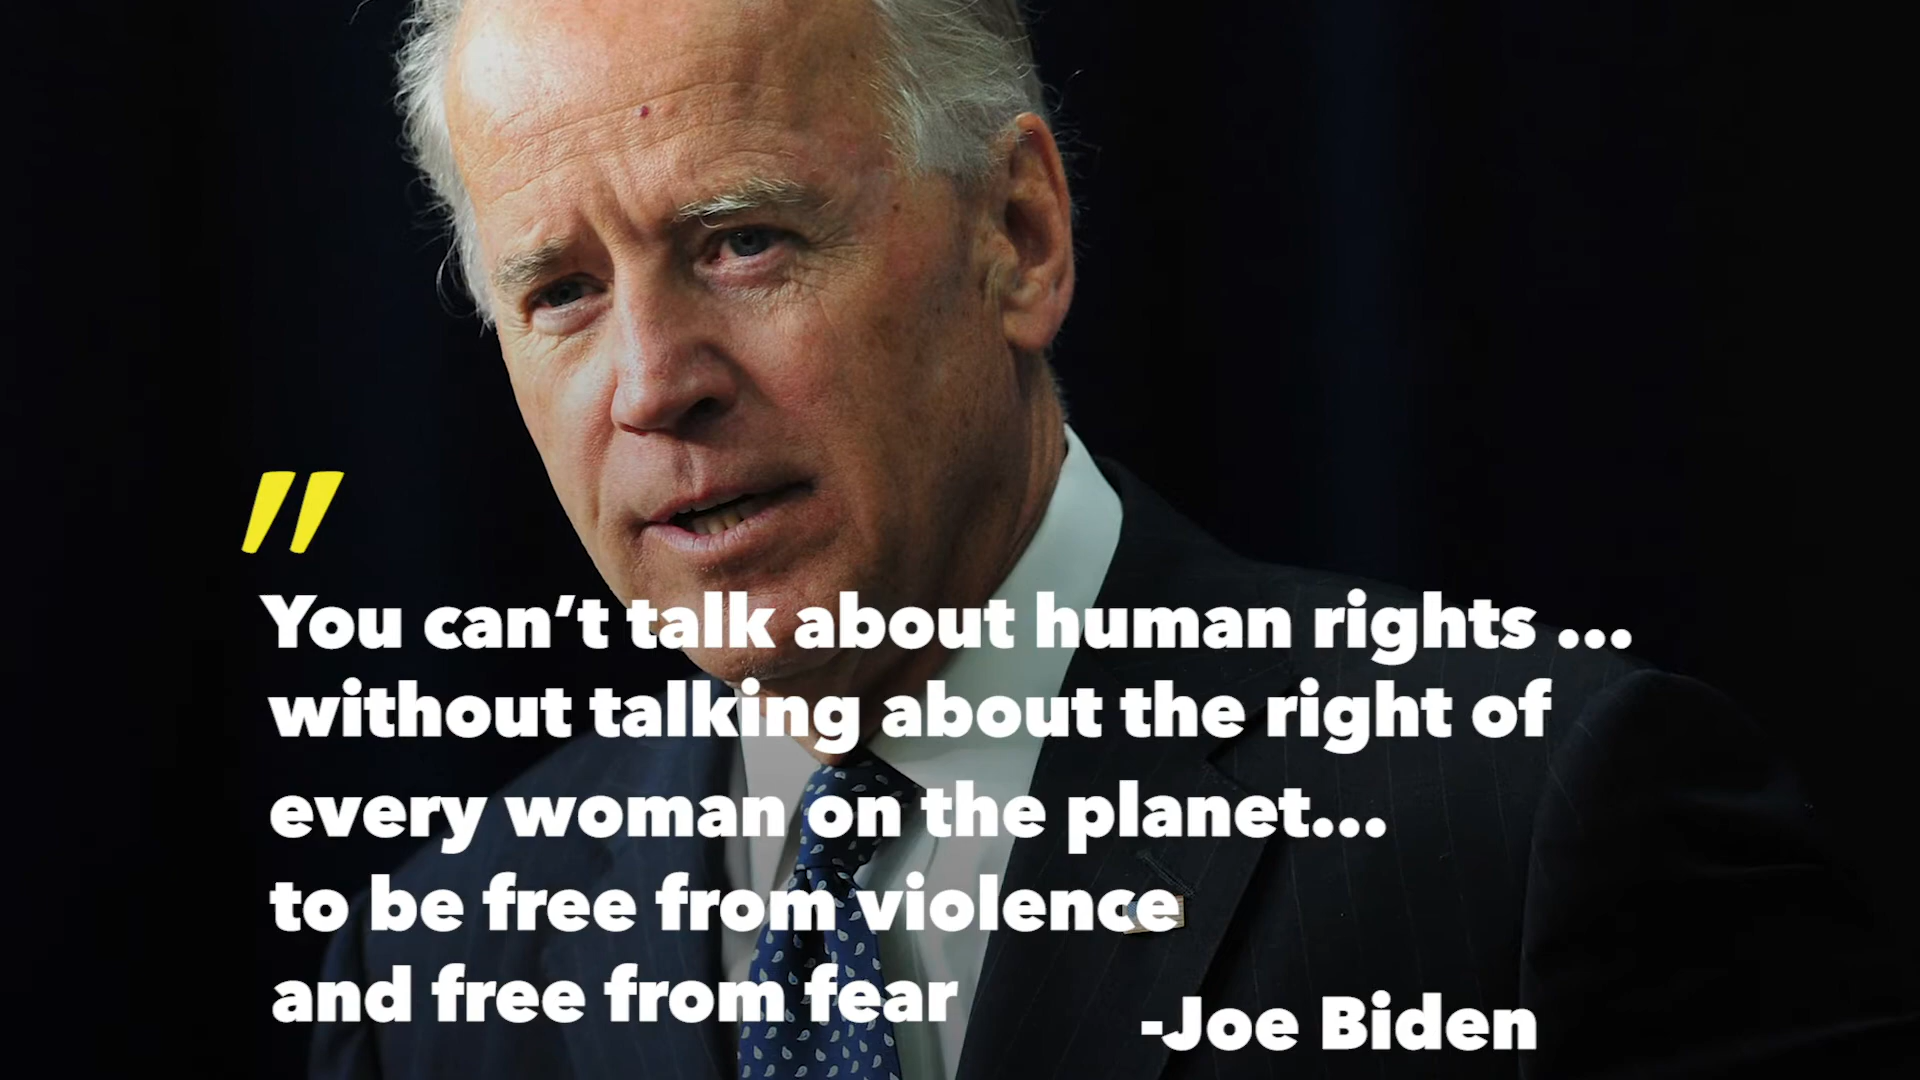 "
You can’t talk about human rights ...
without talking about the right of
every woman on the planet...
to be free from violence
and free from fear
-Joe Biden